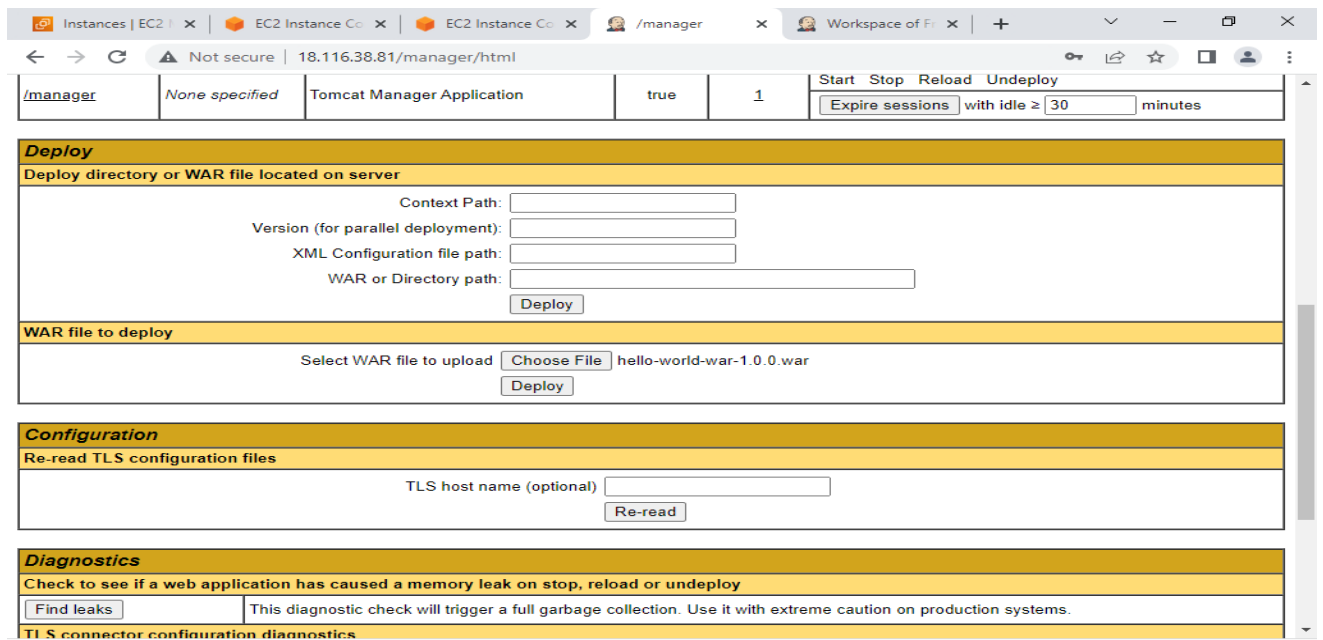 Instances | EC2 EC2 Instance Co EC2 Instance Co /manager Workspace of Fr
Not secure | 18.116.38.81/manager/html
/manager None specified Tomcat Manager Application true 1 Start Stop Reload Undeploy
Expire sessions with idle ≥ 30 minutes
Deploy
Deploy directory or WAR file located on server
Context Path:
Version (for parallel deployment):
XML Configuration file path:
WAR or Directory path:
Deploy
WAR file to deploy
Select WAR file to upload Choose File hello-world-war-1.0.0.war
Deploy
Configuration
Re-read TLS configuration files
TLS host name (optional)
Re-read
Diagnostics
Check to see if a web application has caused a memory leak on stop, reload or undeploy
Find leaks This diagnostic check will trigger a full garbage collection. Use it with extreme caution on production systems.
TLS connector configuration diagnostics